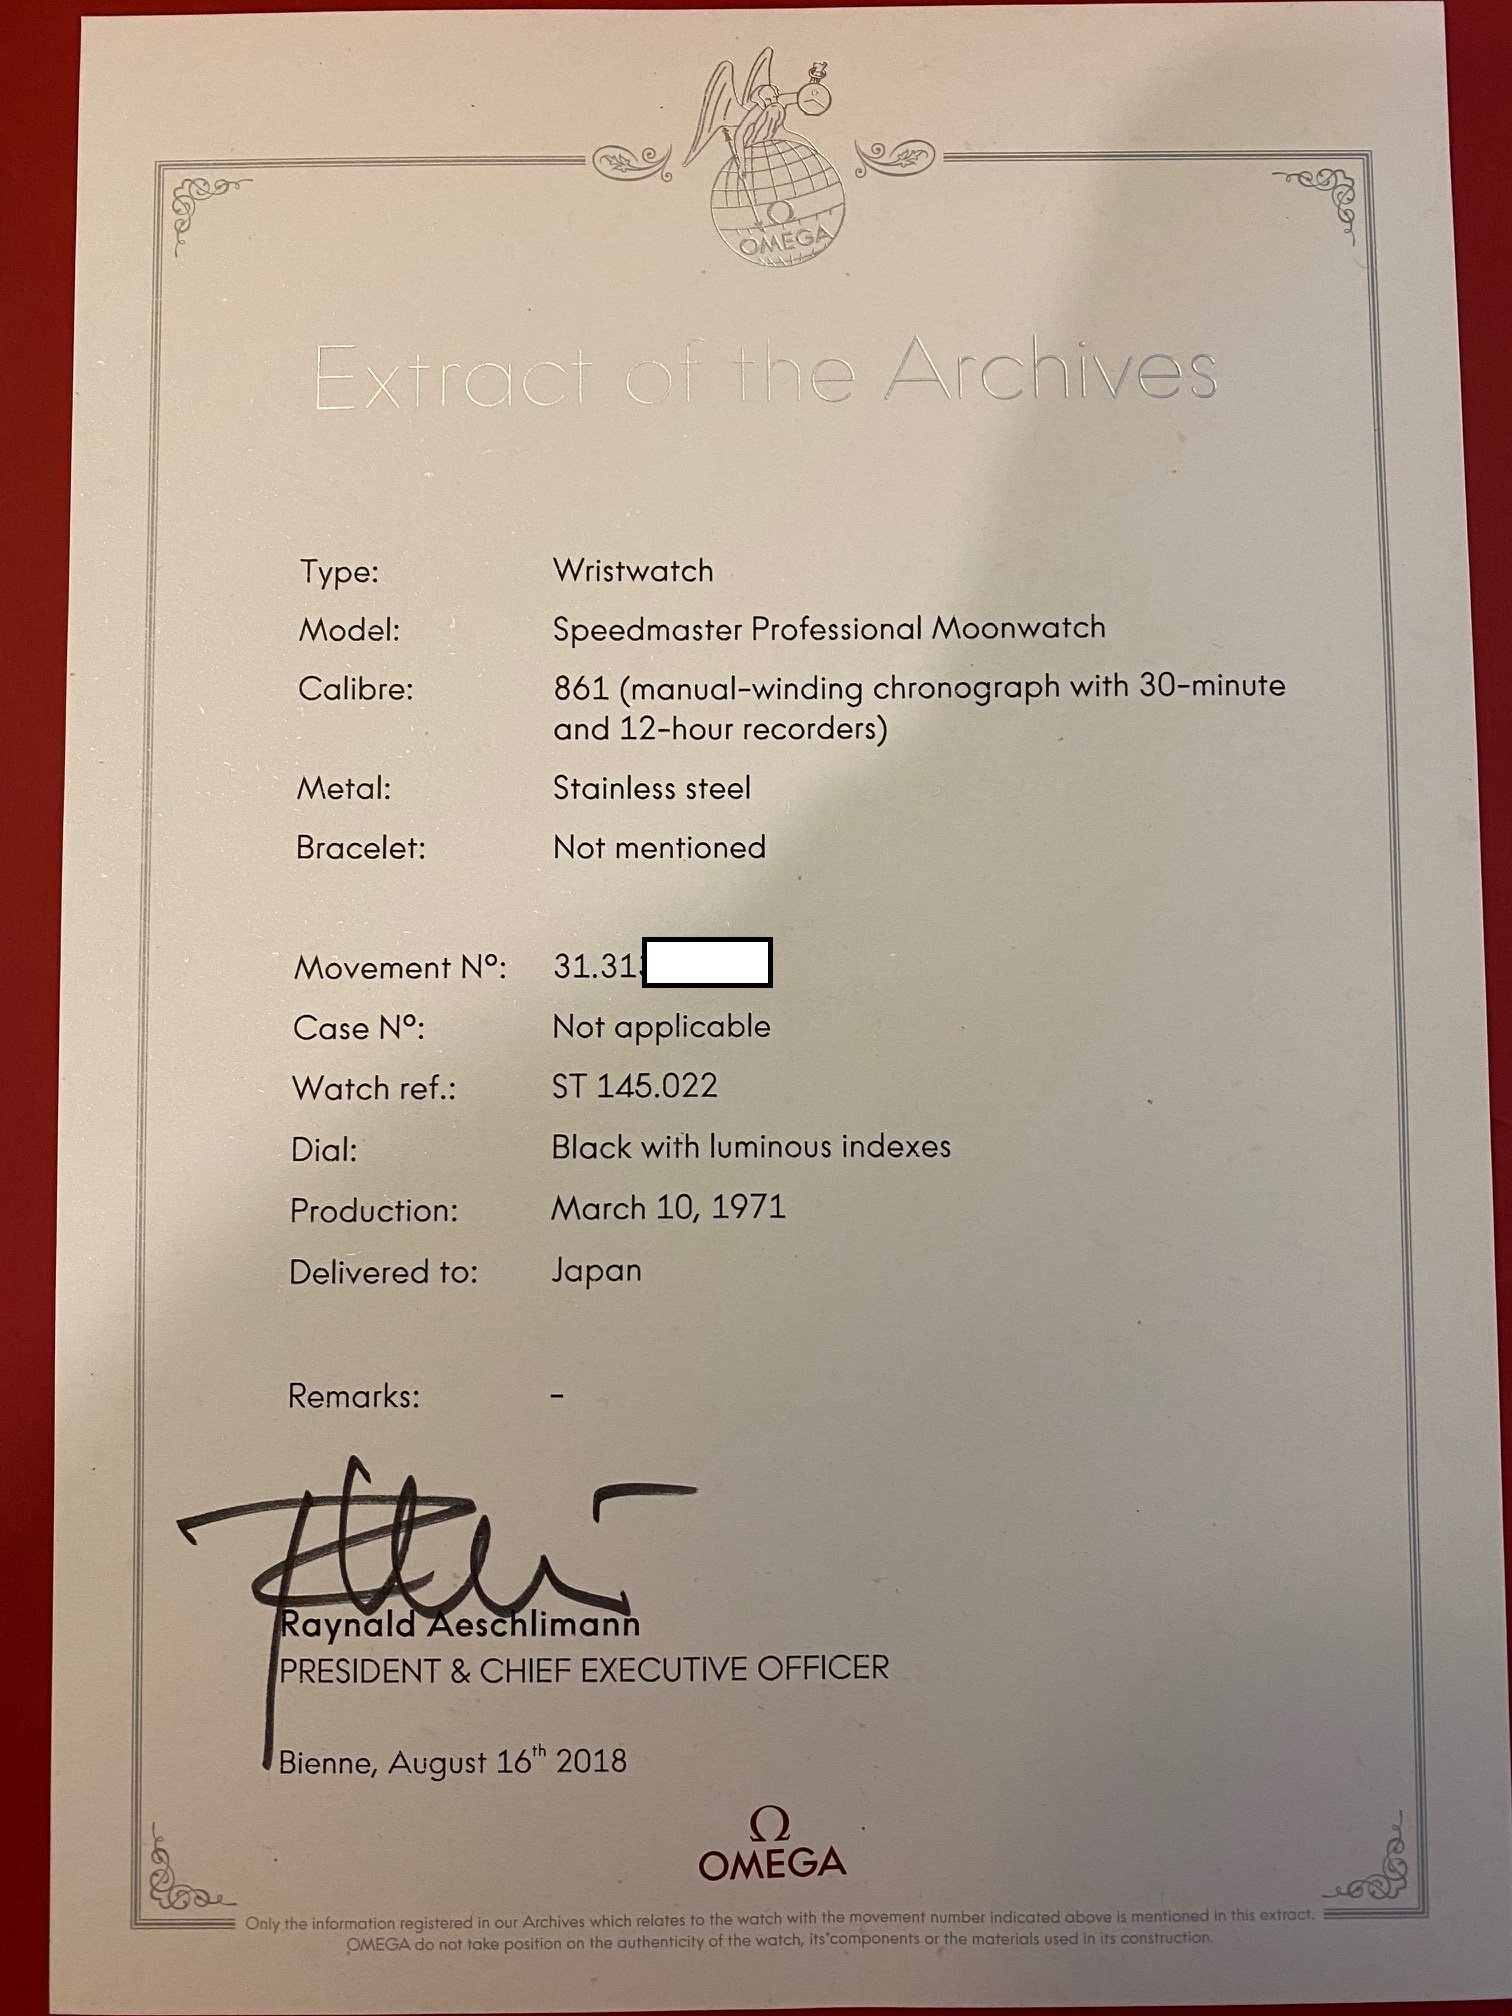 Ω
OMEGA
Extract of the Archives
Type: Wristwatch
Model: Speedmaster Professional Moonwatch
Calibre: 861 (manual-winding chronograph with 30-minute
and 12-hour recorders)
Metal: Stainless steel
Bracelet: Not mentioned
Movement Nº: 31.31
Case Nº: Not applicable
Watch ref.: ST 145.022
Dial: Black with luminous indexes
Production: March 10, 1971
Delivered to: Japan
Remarks: -
Raynald Aeschlimann
PRESIDENT & CHIEF EXECUTIVE OFFICER
Bienne, August 16th 2018
Ω
OMEGA
Only the information registered in our Archives which relates to the watch with the movement number indicated above is mentioned in this extract.
OMEGA do not take position on the authenticity of the watch, its components or the materials used in its construction.